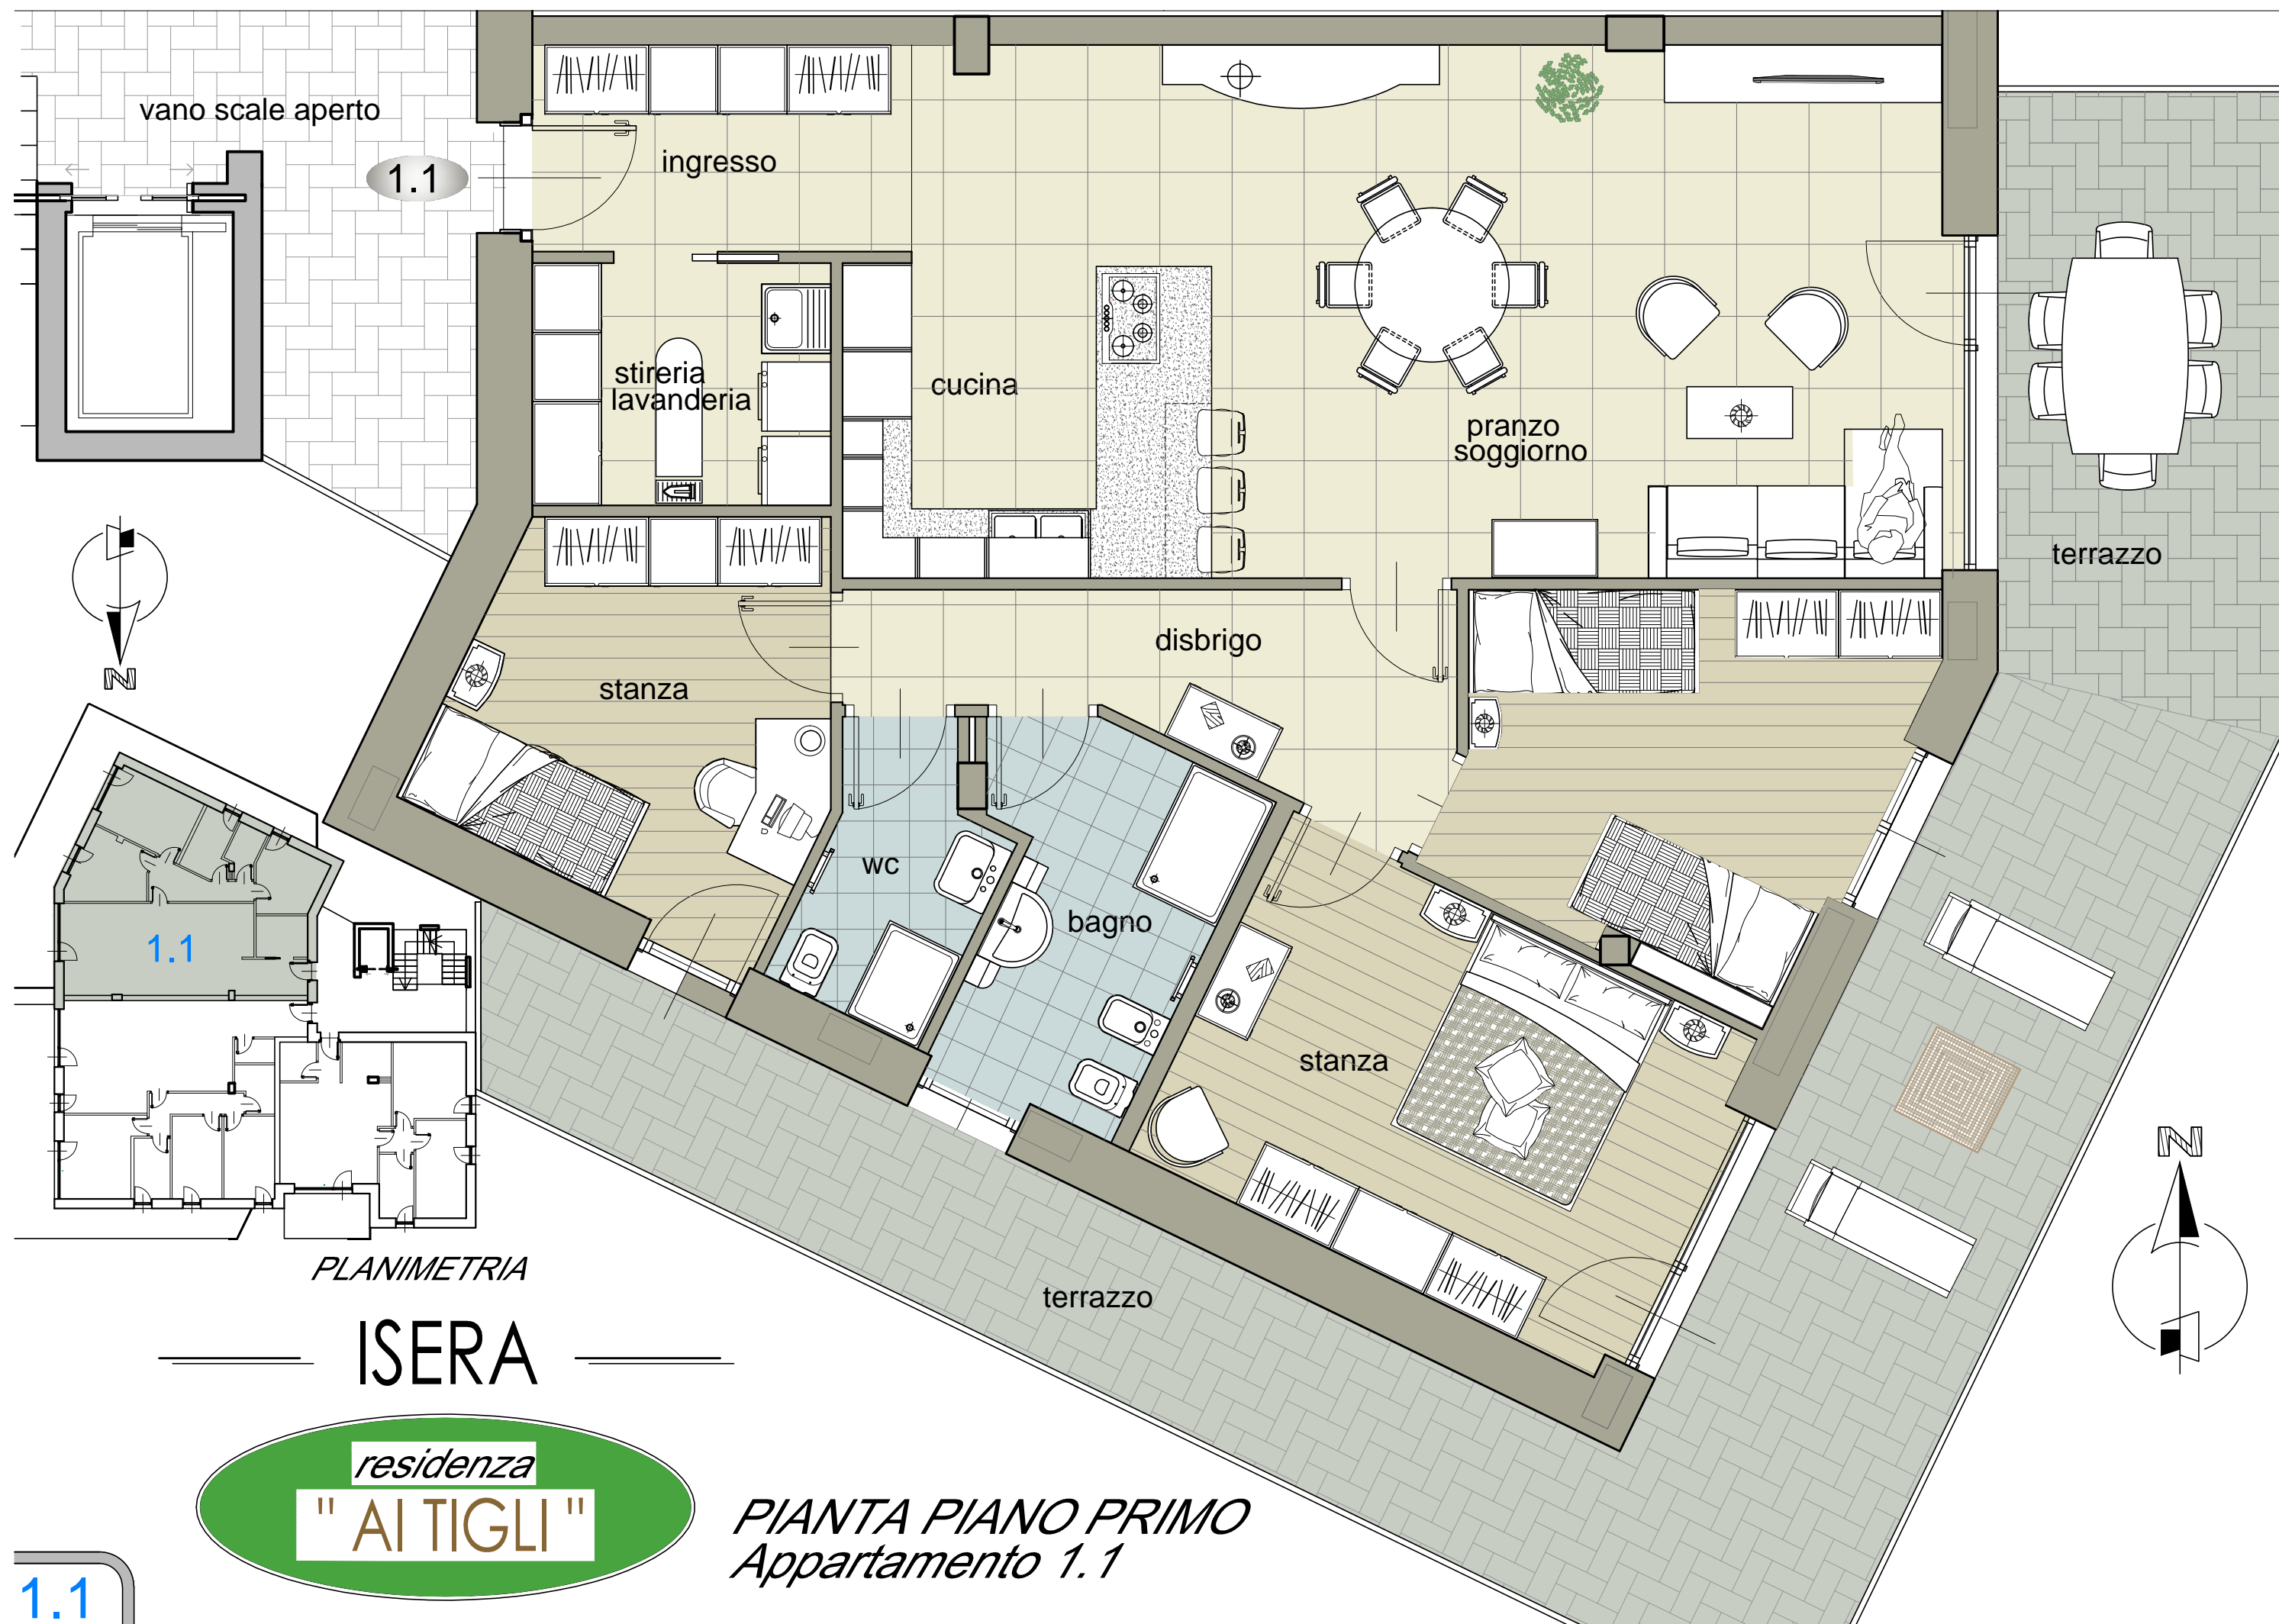 vano scale aperto
1.1
ingresso
stireria
lavanderia
cucina
pranzo
soggiorno
terrazzo
disbrigo
stanza
wc
bagno
stanza
terrazzo
N
N
1.1
PLANIMETRIA
ISERA
residenza
" AI TIGLI "
PIANTA PIANO PRIMO
Appartamento 1.1
1.1